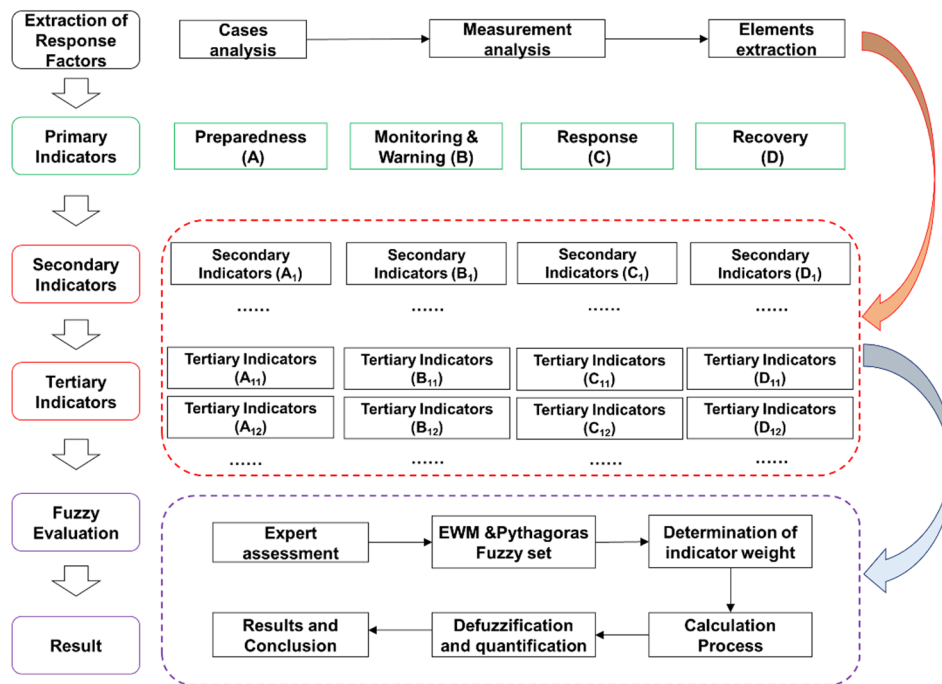 Extraction of
Response
Factors
Cases
analysis
Measurement
analysis
Elements
extraction
Primary
Indicators
Preparedness
(A)
Monitoring &
Warning (B)
Response
(C)
Recovery
(D)
Secondary
Indicators
Secondary
Indicators (A₁)
Secondary
Indicators (B₁)
Secondary
Indicators (C₁)
Secondary
Indicators (D₁)
......
......
......
......
Tertiary
Indicators
Tertiary Indicators
(A₁₁)
Tertiary Indicators
(B₁₁)
Tertiary Indicators
(C₁₁)
Tertiary Indicators
(D₁₁)
Tertiary Indicators
(A₁₂)
Tertiary Indicators
(B₁₂)
Tertiary Indicators
(C₁₂)
Tertiary Indicators
(D₁₂)
......
......
......
......
Fuzzy
Evaluation
Expert
assessment
EWM &Pythagoras
Fuzzy set
Determination of
indicator weight
Result
Results and
Conclusion
Defuzzification
and quantification
Calculation
Process